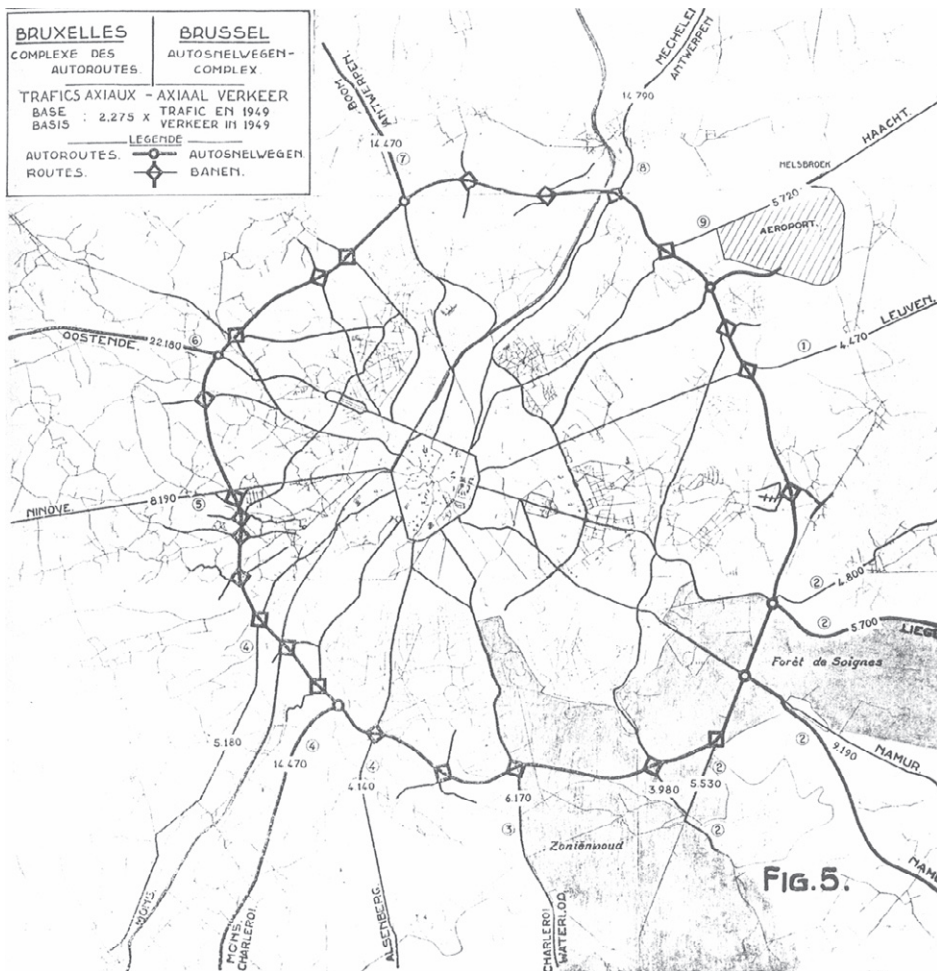 BRUXELLES
COMPLEXE DES
AUTOROUTES.
BRUSSEL
AUTOSNELWEGEN-
COMPLEX.
TRAFICS AXIAUX - AXIAAL VERKEER
BASE
BASIS : 2,275 x TRAFIC EN 1949
VERKEER IN 1949
LEGENDE
AUTOROUTES. AUTOSNELWEGEN.
ROUTES. BANEN.
BOOM
ANTWERPEN.
14 470
7
MECHELEN
ANTWERPEN
14 790
8
HAACHT.
MELSBROEK
5.720
9
AEROPORT.
LEUVEN.
4.470
1
OOSTENDE.
22 180
6
NINOVE.
8190
5
2
4.800
2
5.700
LIEGE
Forêt de Soignes
2
9.190
NAMUR
NAMU
4
5.180
MONS.
14 470
4
MONS.
CHARLEROI.
4
4.140
ALSENBERG.
6.170
3
CHARLEROI
WATERLOO.
3.980
2
5.530
2
Zoniënwoud
FIG.5.